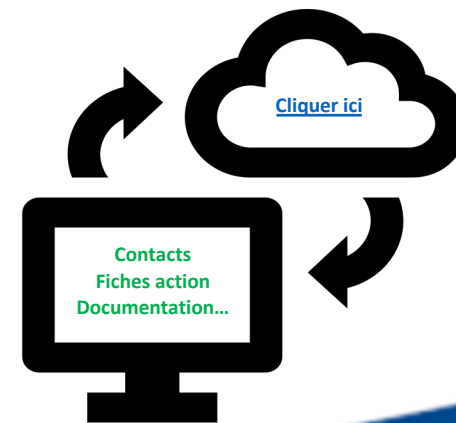 Cliquer ici
Contacts
Fiches action
Documentation…